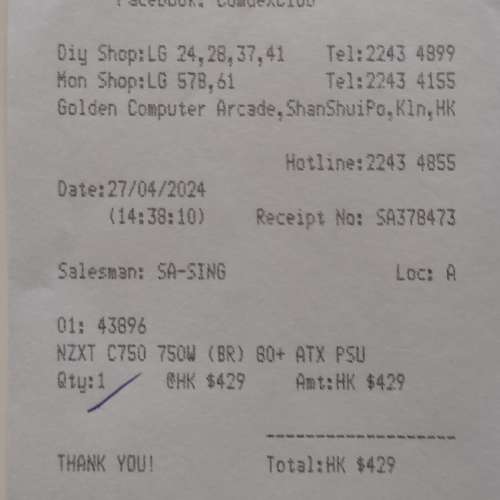 Facebook: ComdexClub
Diy Shop:LG 24,28,37,41 Tel:2243 4899
Mon Shop:LG 57B,61 Tel:2243 4155
Golden Computer Arcade,ShanShuiPo,Kln,HK
Hotline:2243 4855
Date:27/04/2024
(14:38:10) Receipt No: SA378473
Salesman: SA-SING Loc: A
01: 43896
NZXT C750 750W (BR) 80+ ATX PSU
Qty:1 @HK $429 Amt:HK $429
THANK YOU! Total:HK $429